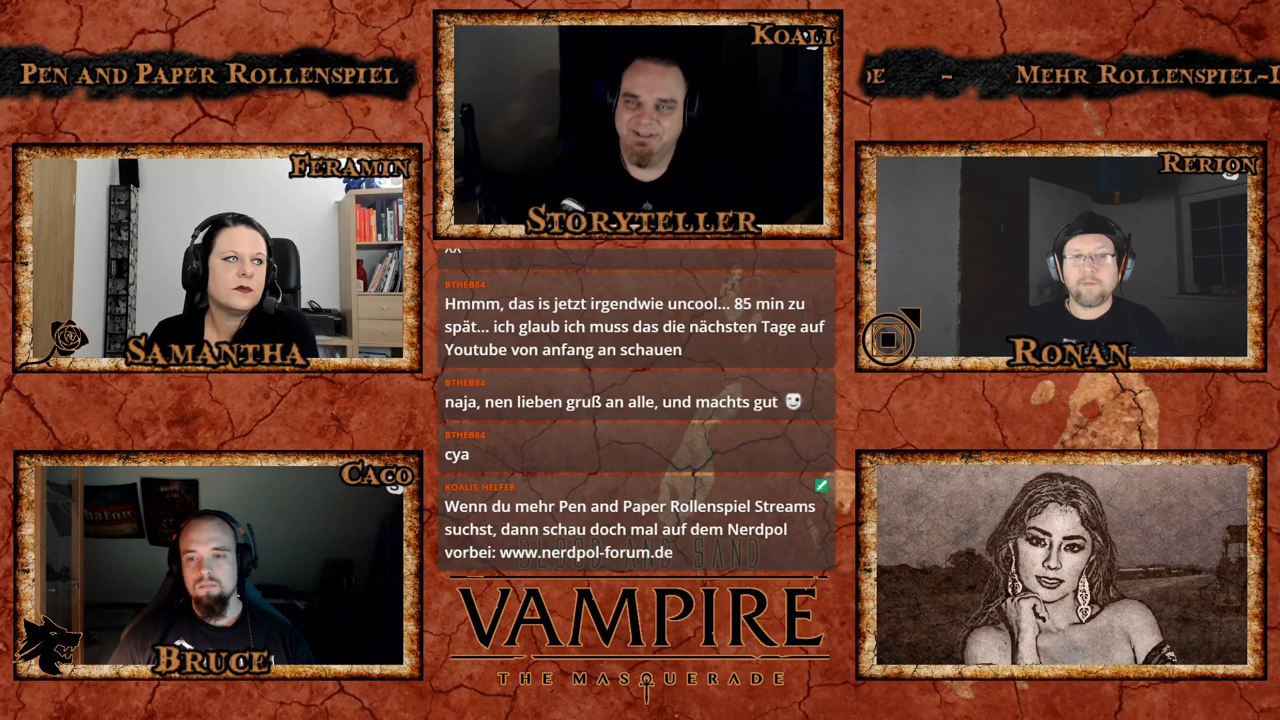 Pen and Paper Rollenspiel
Koali
DE - Mehr Rollenspiel-I
Feramin
Rerion
Storyteller
Samantha
Ronan
^^
BTHEB84
Hmmm, das is jetzt irgendwie uncool... 85 min zu
spät... ich glaub ich muss das die nächsten Tage auf
Youtube von anfang an schauen
BTHEB84
naja, nen lieben gruß an alle, und machts gut
BTHEB84
cya
Caco
KOALIS_HELFER
Wenn du mehr Pen and Paper Rollenspiel Streams
suchst, dann schau doch mal auf dem Nerdpol
vorbei: www.nerdpol-forum.de
BLOOD AND SAND
VAMPIRE
THE MASQUERADE
Bruce